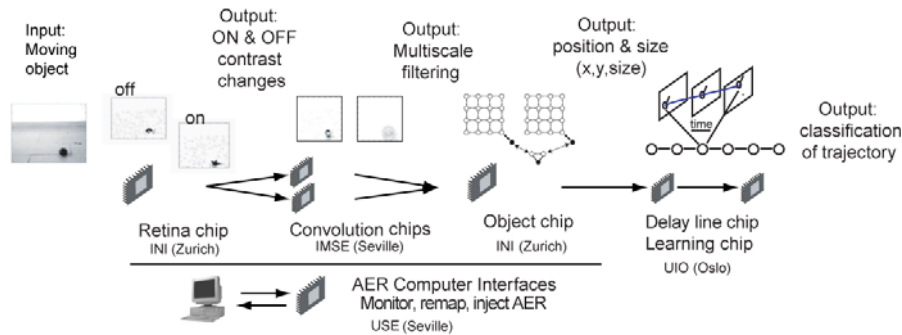 Input:
Moving
object
Output:
ON & OFF
contrast
changes
Output:
Multiscale
filtering
Output:
position & size
(x,y,size)
Output:
classification
of trajectory
off
on
time
Retina chip
INI (Zurich)
Convolution chips
IMSE (Seville)
Object chip
INI (Zurich)
Delay line chip
Learning chip
UIO (Oslo)
AER Computer Interfaces
Monitor, remap, inject AER
USE (Seville)